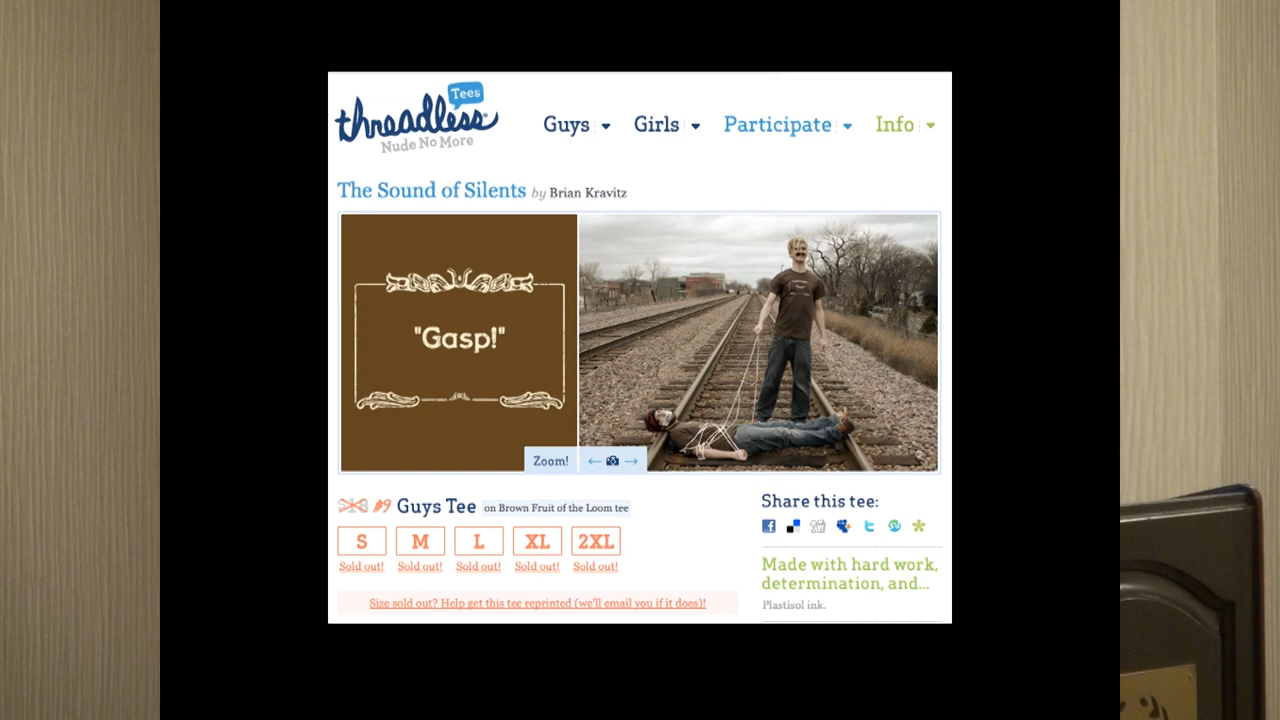 Tees
threadless
Nude No More
Guys
Girls
Participate
Info
The Sound of Silents by Brian Kravitz
"Gasp!"
Zoom!
$9 Guys Tee on Brown Fruit of the Loom tee
S M L XL 2XL
Sold out! Sold out! Sold out! Sold out! Sold out!
Size sold out? Help get this tee reprinted (we'll email you if it does)!
Share this tee:
Made with hard work,
determination, and...
Plastisol ink.